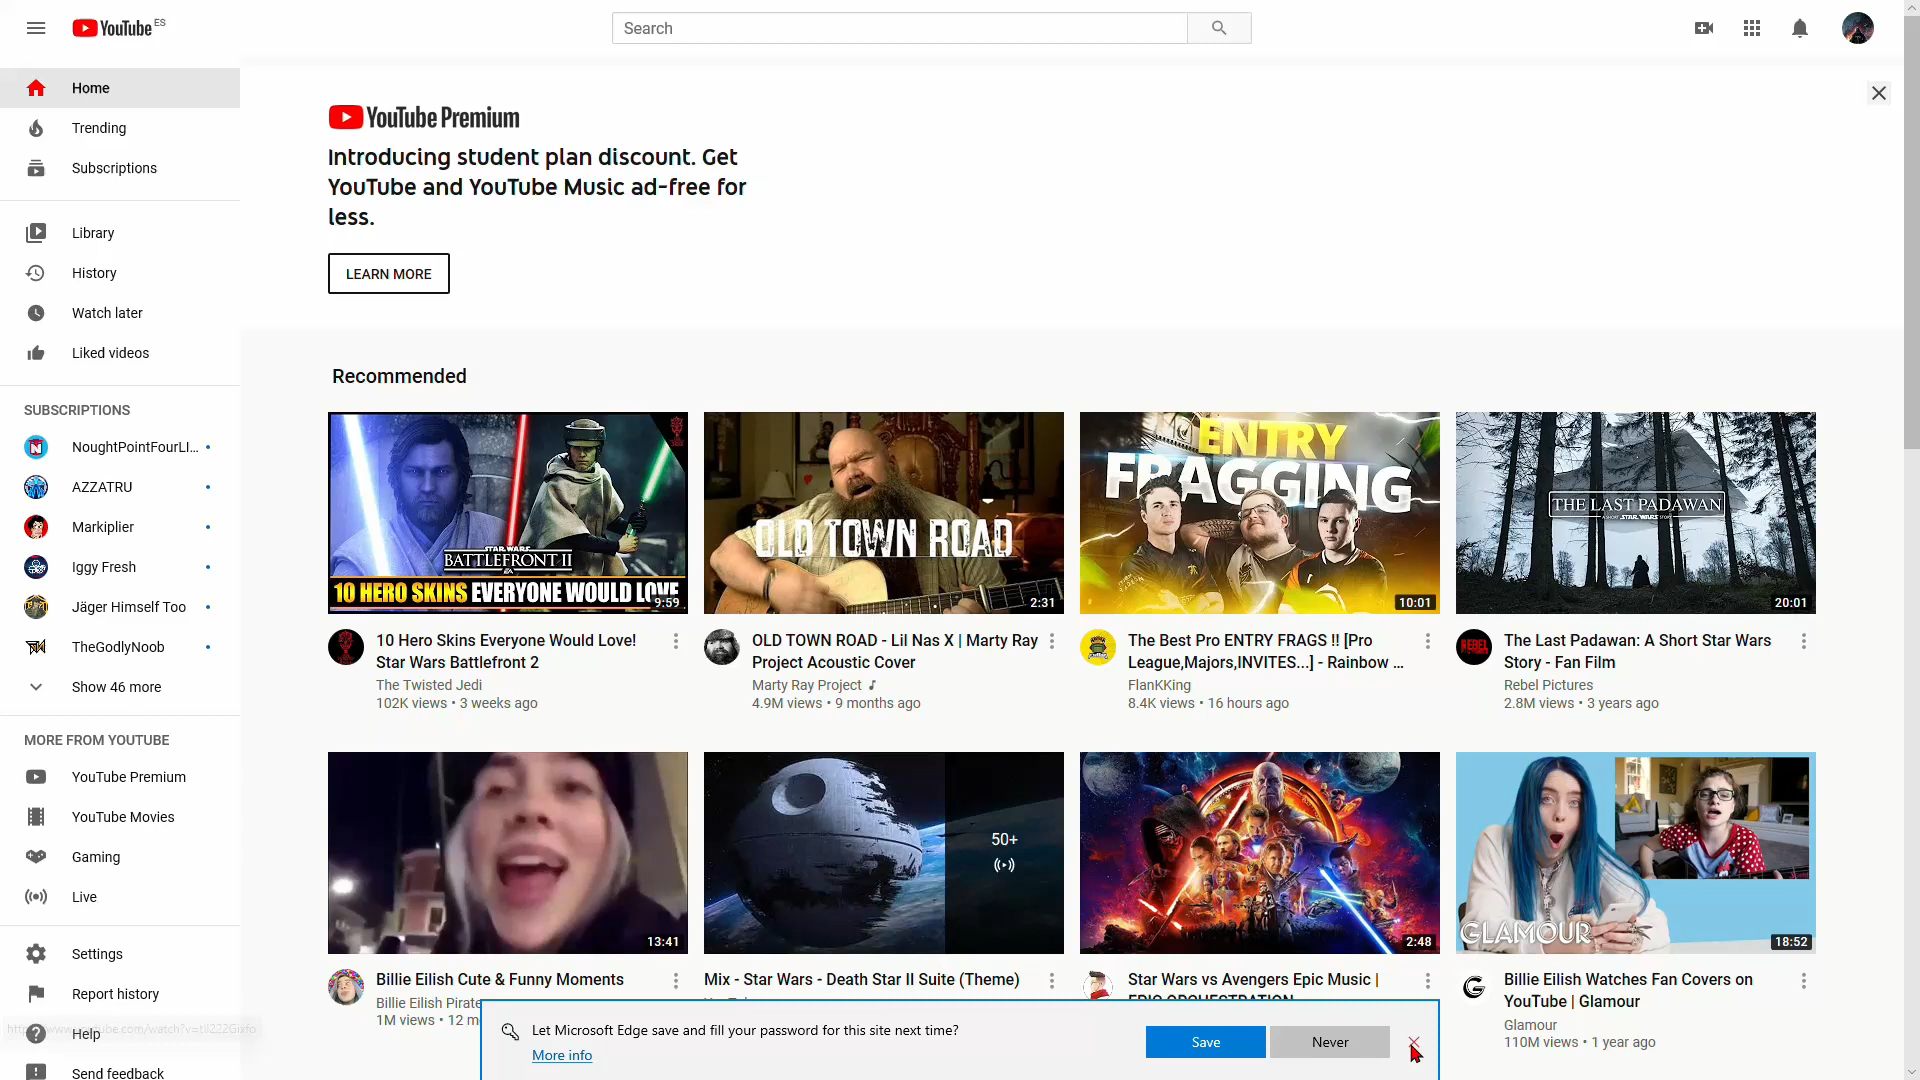 YouTube ES
Search
Home
Trending
Subscriptions
Library
History
Watch later
Liked videos
SUBSCRIPTIONS
NoughtPointFourLI...
AZZATRU
Markiplier
Iggy Fresh
Jäger Himself Too
TheGodlyNoob
Show 46 more
MORE FROM YOUTUBE
YouTube Premium
YouTube Movies
Gaming
Live
Settings
Report history
Help
Send feedback
YouTube Premium
Introducing student plan discount. Get
YouTube and YouTube Music ad-free for
less.
LEARN MORE
Recommended
STAR WARS
BATTLEFRONT II
10 HERO SKINS EVERYONE WOULD LOVE
9:59
10 Hero Skins Everyone Would Love!
Star Wars Battlefront 2
The Twisted Jedi
102K views • 3 weeks ago
OLD TOWN ROAD
2:31
OLD TOWN ROAD - Lil Nas X | Marty Ray
Project Acoustic Cover
Marty Ray Project
4.9M views • 9 months ago
ENTRY
FRAGGING
10:01
The Best Pro ENTRY FRAGS !! [Pro
League,Majors,INVITES...] - Rainbow ...
FlanKKing
8.4K views • 16 hours ago
THE LAST PADAWAN
A SHORT STAR WARS STORY
20:01
The Last Padawan: A Short Star Wars
Story - Fan Film
Rebel Pictures
2.8M views • 3 years ago
13:41
Billie Eilish Cute & Funny Moments
Billie Eilish Pirate
1M views • 12 m
50+
Mix - Star Wars - Death Star II Suite (Theme)
2:48
Star Wars vs Avengers Epic Music |
EPIC ORCHESTRATION
GLAMOUR
18:52
Billie Eilish Watches Fan Covers on
YouTube | Glamour
Glamour
110M views • 1 year ago
Let Microsoft Edge save and fill your password for this site next time?
More info
Save
Never